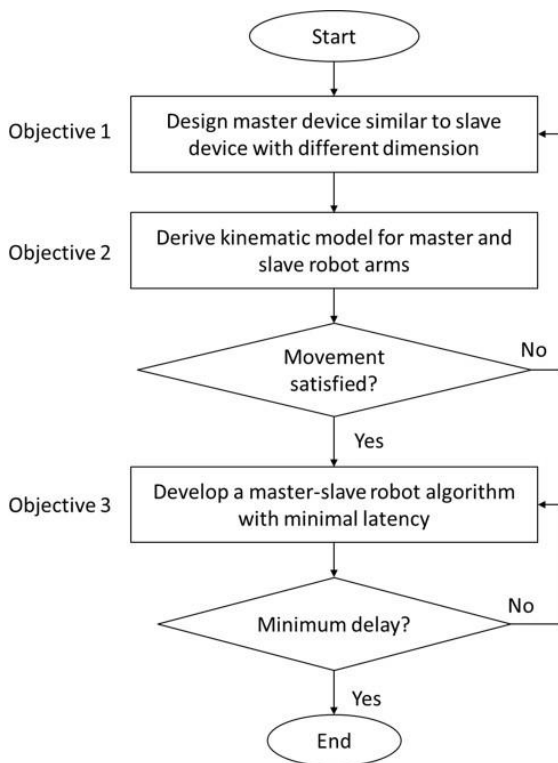 Start
Objective 1
Design master device similar to slave
device with different dimension
Objective 2
Derive kinematic model for master and
slave robot arms
Movement
satisfied?
No
Yes
Objective 3
Develop a master-slave robot algorithm
with minimal latency
Minimum delay?
No
Yes
End